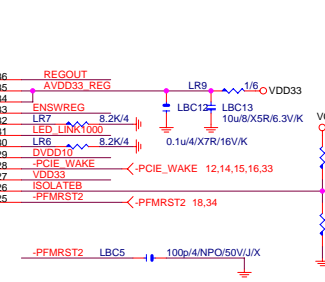 36 REGOUT
35 AVDD33_REG LR9 1/6 VDD33
34
33 ENSWREG LBC12 LBC13
32 LR7 8.2K/4 10u/8/X5R/6.3V/K
31 LED_LINK1000 0.1u/4/X7R/16V/K
30 LR6 8.2K/4
29 DVDD10
28 -PCIE_WAKE -PCIE_WAKE 12,14,15,16,33
27 VDD33
26 ISOLATEB
25 -PFMRST2 -PFMRST2 18,34
-PFMRST2 LBC5 100p/4/NPO/50V/J/X